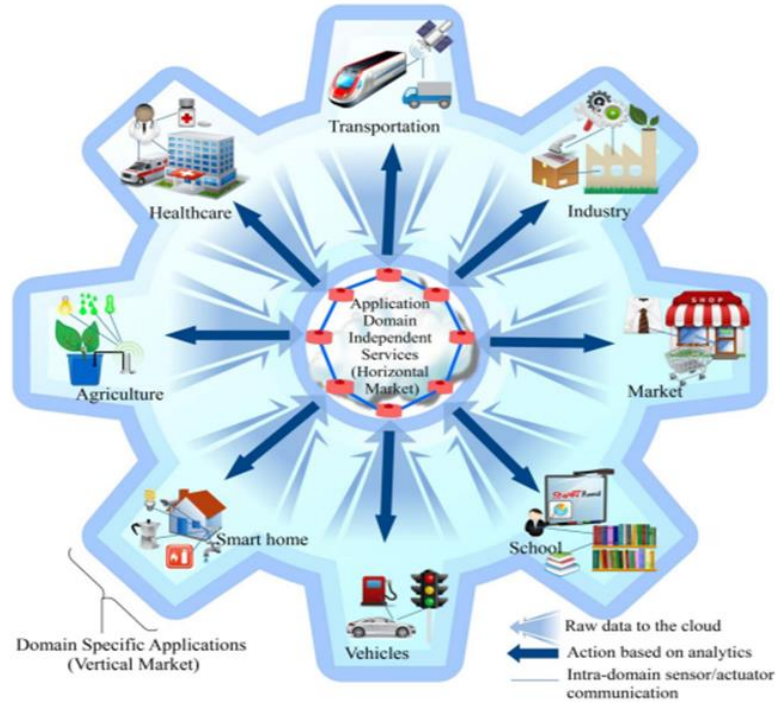 Transportation
Healthcare
Industry
Application
Domain
Independent
Services
(Horizontal
Market)
SHOP
Agriculture
Market
Smart home
School
Vehicles
Domain Specific Applications
(Vertical Market)
Raw data to the cloud
Action based on analytics
Intra-domain sensor/actuator
communication